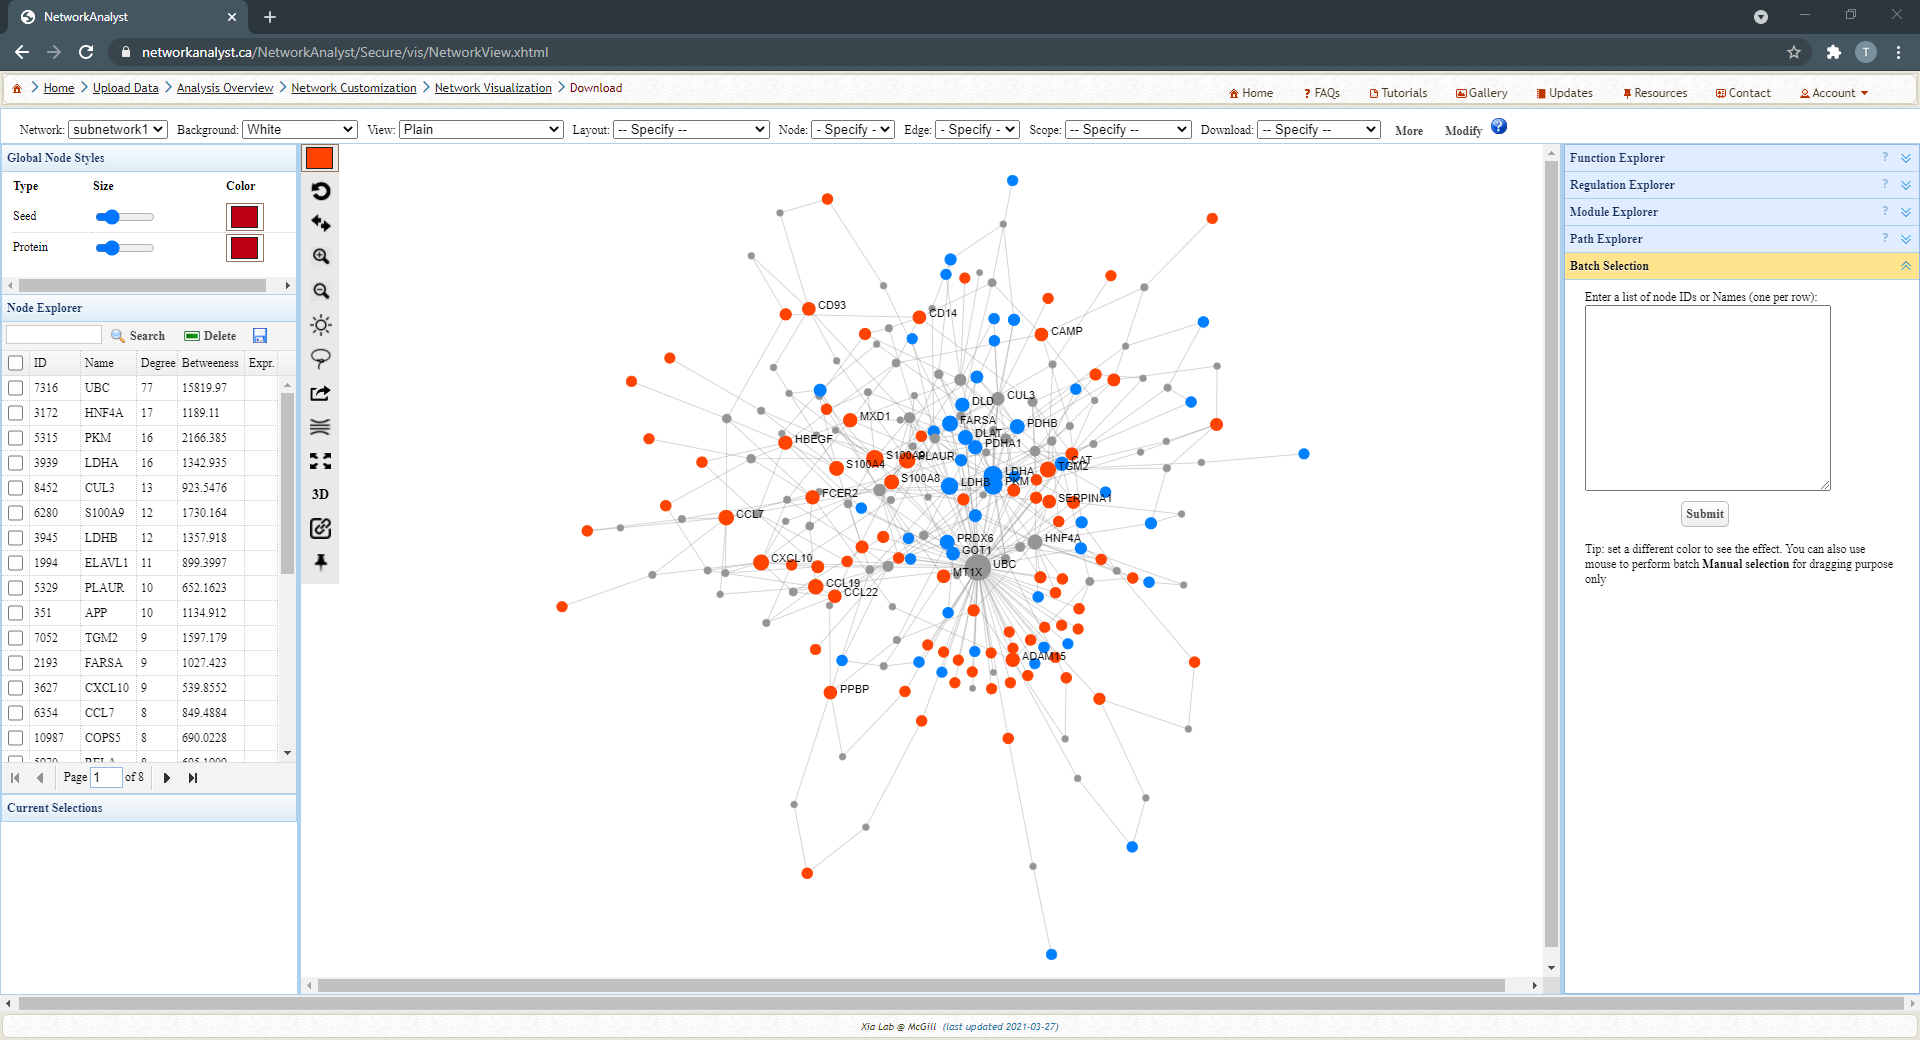 NetworkAnalyst
networkanalyst.ca/NetworkAnalyst/Secure/vis/NetworkView.xhtml
T
Home > Upload Data > Analysis Overview > Network Customization > Network Visualization > Download
Home ? FAQs Tutorials Gallery Updates Resources Contact Account
Network: subnetwork1 Background: White View: Plain Layout: -- Specify -- Node: - Specify - Edge: - Specify - Scope: -- Specify -- Download: -- Specify -- More Modify ?
Global Node Styles
Type Size Color
Seed
Protein
Node Explorer
Search Delete
ID Name Degree Betweeness Expr.
7316 UBC 77 15819.97
3172 HNF4A 17 1189.11
5315 PKM 16 2166.385
3939 LDHA 16 1342.935
8452 CUL3 13 923.5476
6280 S100A9 12 1730.164
3945 LDHB 12 1357.918
1994 ELAVL1 11 899.3997
5329 PLAUR 10 652.1623
351 APP 10 1134.912
7052 TGM2 9 1597.179
2193 FARSA 9 1027.423
3627 CXCL10 9 539.8552
6354 CCL7 8 849.4884
10987 COPS5 8 690.0228
Page 1 of 8
Current Selections
3D
CD93
CD14
CAMP
CUL3
DLD
MXD1
FARSA
PDHB
DLAT
HBEGF
PDHA1
S100A9
PLAUR
CAT
S100A4
TGM2
LDHA
S100A8
LDHB
PKM
FCER2
SERPINA1
CCL7
PRDX6
HNF4A
GOT1
CXCL10
UBC
MT1X
CCL19
CCL22
ADAM15
PPBP
Function Explorer ?
Regulation Explorer ?
Module Explorer ?
Path Explorer ?
Batch Selection
Enter a list of node IDs or Names (one per row):
Submit
Tip: set a different color to see the effect. You can also use
mouse to perform batch Manual selection for dragging purpose
only
Xia Lab @ McGill (last updated 2021-03-27)